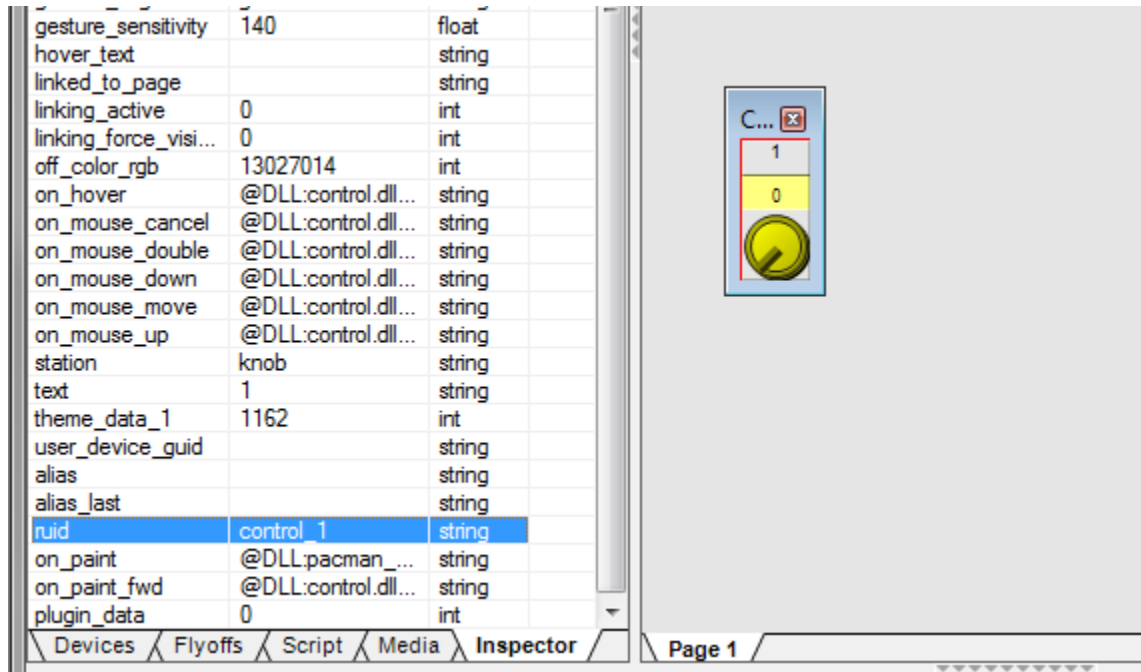 gesture_sensitivity 140 float
hover_text string
linked_to_page string
linking_active 0 int
linking_force_visi... 0 int
off_color_rgb 13027014 int
on_hover @DLL:control.dll... string
on_mouse_cancel @DLL:control.dll... string
on_mouse_double @DLL:control.dll... string
on_mouse_down @DLL:control.dll... string
on_mouse_move @DLL:control.dll... string
on_mouse_up @DLL:control.dll... string
station knob string
text 1 string
theme_data_1 1162 int
user_device_guid string
alias string
alias_last string
ruid control_1 string
on_paint @DLL:pacman_... string
on_paint_fwd @DLL:control.dll... string
plugin_data 0 int
Devices Flyoffs Script Media Inspector
C...
1
0
Page 1